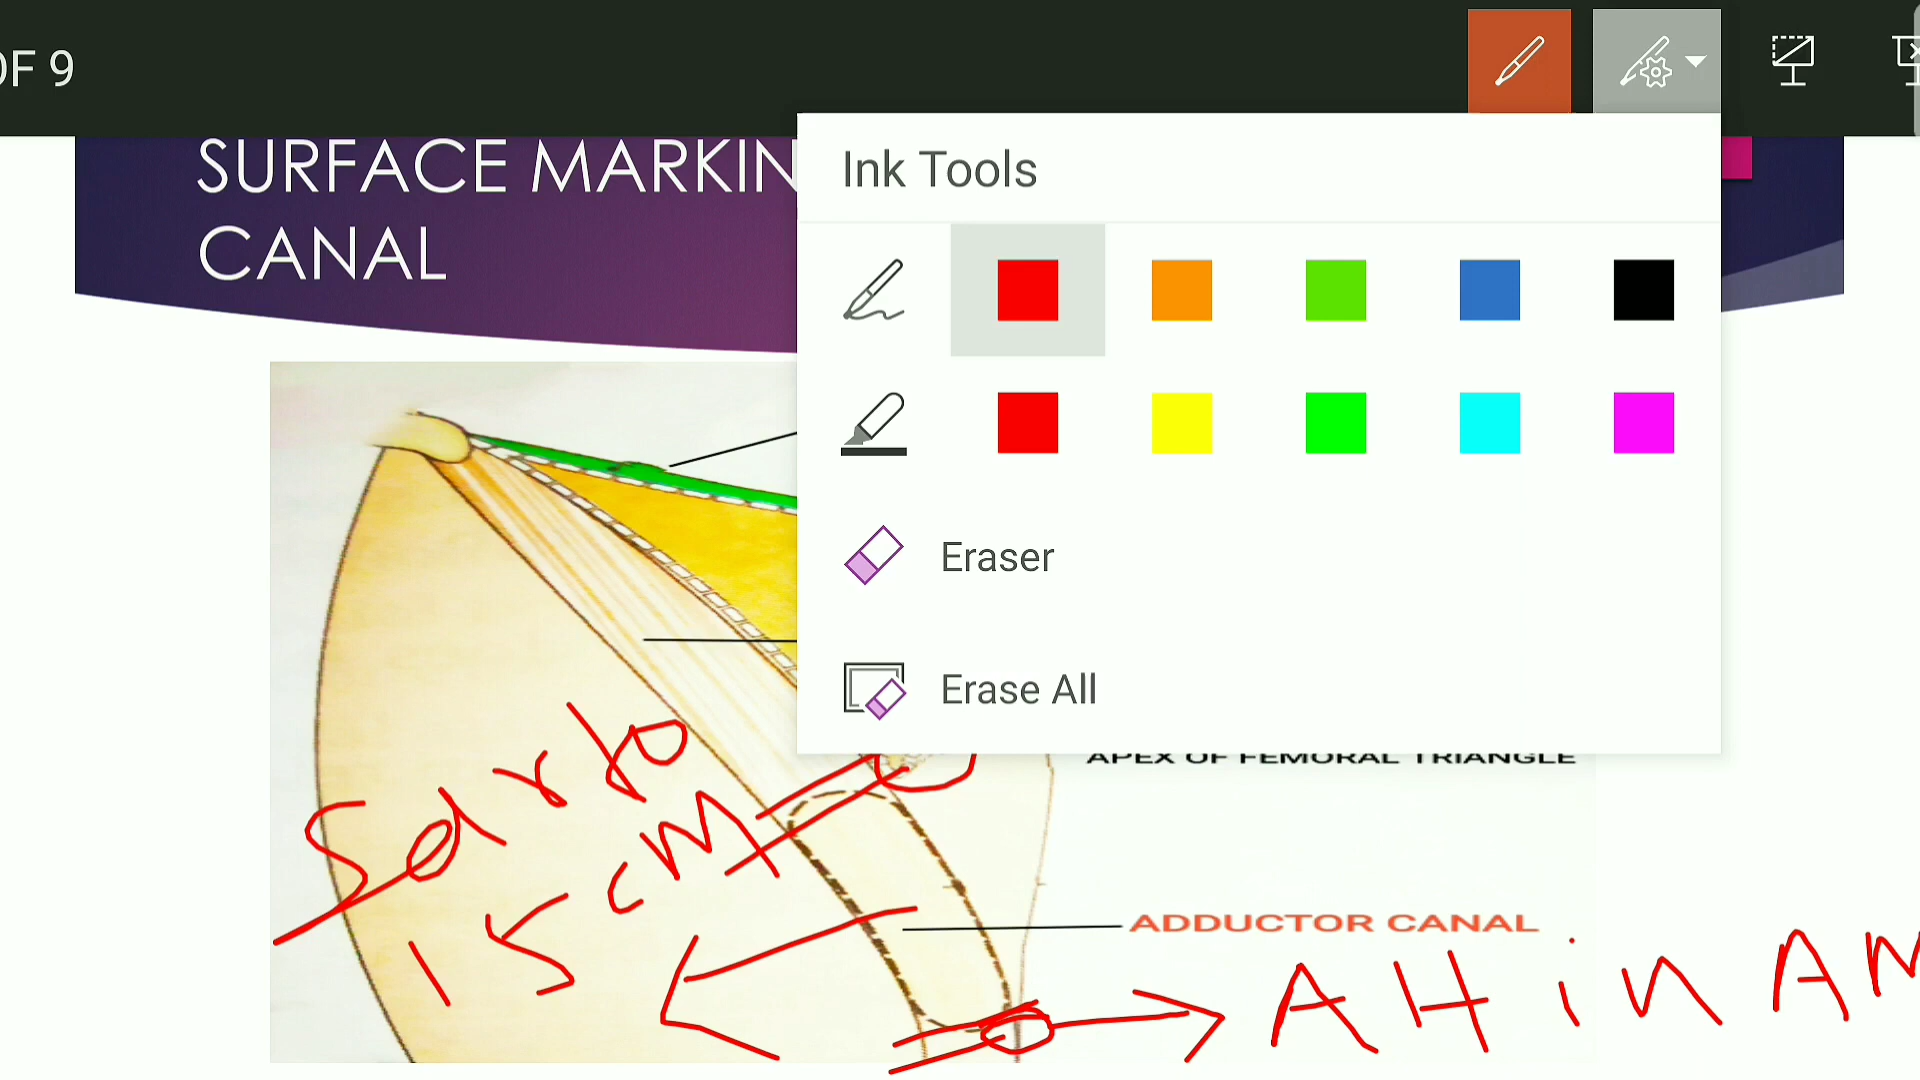 OF 9
SURFACE MARKIN
CANAL
Ink Tools
Eraser
Erase All
APEX OF FEMORAL TRIANGLE
Sarto
15 cm
ADDUCTOR CANAL
AH in AM